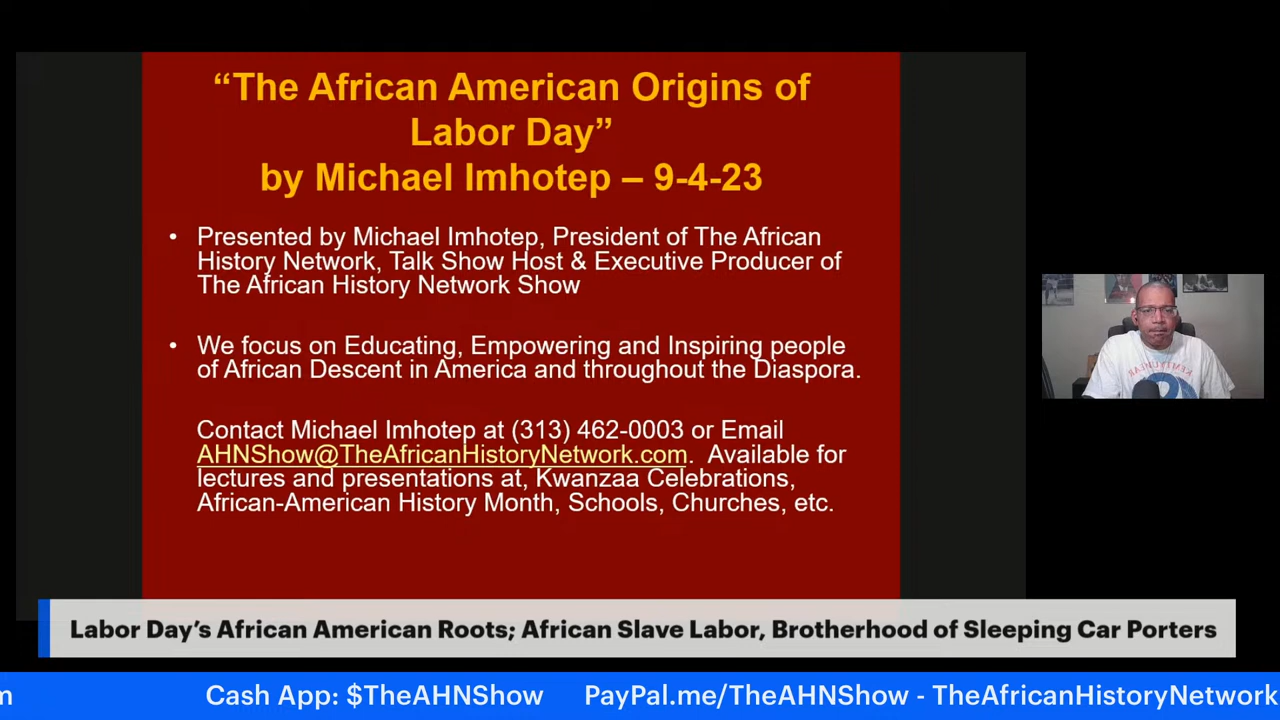 “The African American Origins of
Labor Day”
by Michael Imhotep – 9-4-23
• Presented by Michael Imhotep, President of The African
History Network, Talk Show Host & Executive Producer of
The African History Network Show
• We focus on Educating, Empowering and Inspiring people
of African Descent in America and throughout the Diaspora.
Contact Michael Imhotep at (313) 462-0003 or Email
AHNShow@TheAfricanHistoryNetwork.com. Available for
lectures and presentations at, Kwanzaa Celebrations,
African-American History Month, Schools, Churches, etc.
Labor Day’s African American Roots; African Slave Labor, Brotherhood of Sleeping Car Porters
m Cash App: $TheAHNShow PayPal.me/TheAHNShow - TheAfricanHistoryNetwork